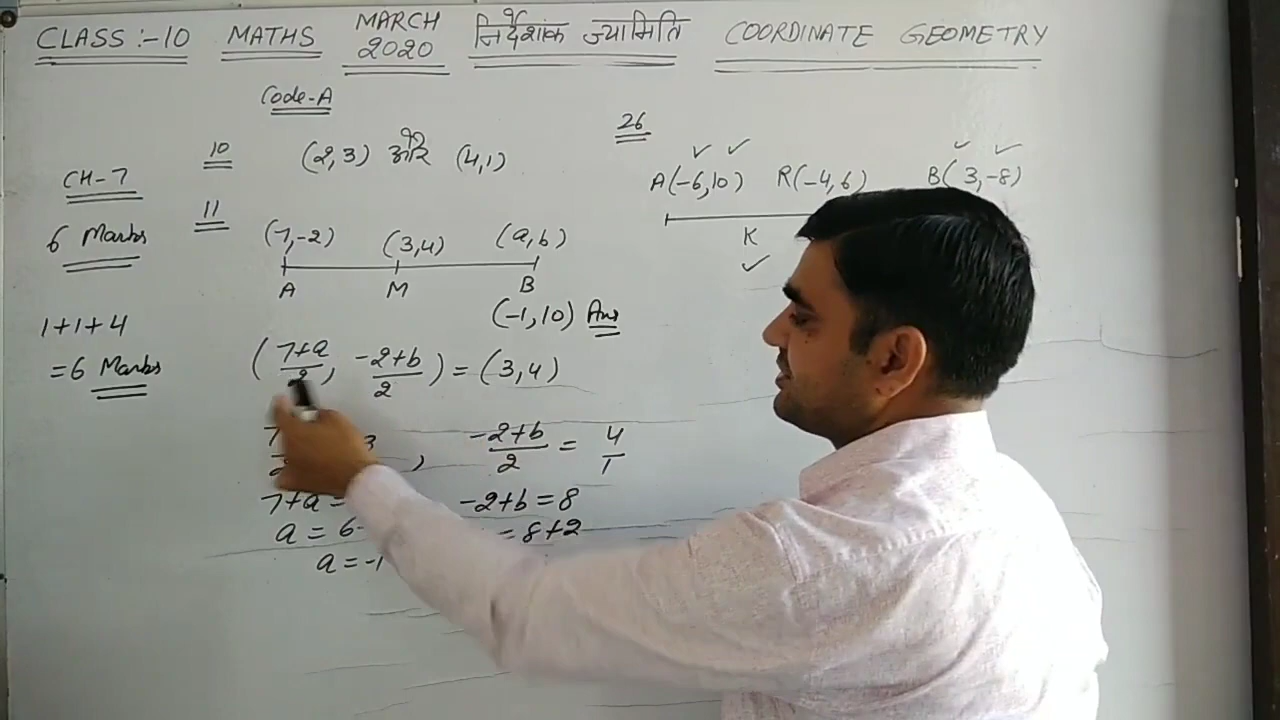 CLASS :-10 MATHS MARCH 2020 निर्देशांक ज्यामिति COORDINATE GEOMETRY
Code-A
CH-7
6 Marks
1+1+4
=6 Marks
10 (2,3) और (4,1)
11
(7,-2) (3,4) (a,b)
A M B
(-1,10) Ans
(7+a/2, -2+b/2) = (3,4)
3 , -2+b/2 = 4/1
7+a= -2+b=8
a=6- =8+2
a=-1
26
A(-6,10) R(-4,6) B(3,-8)
K